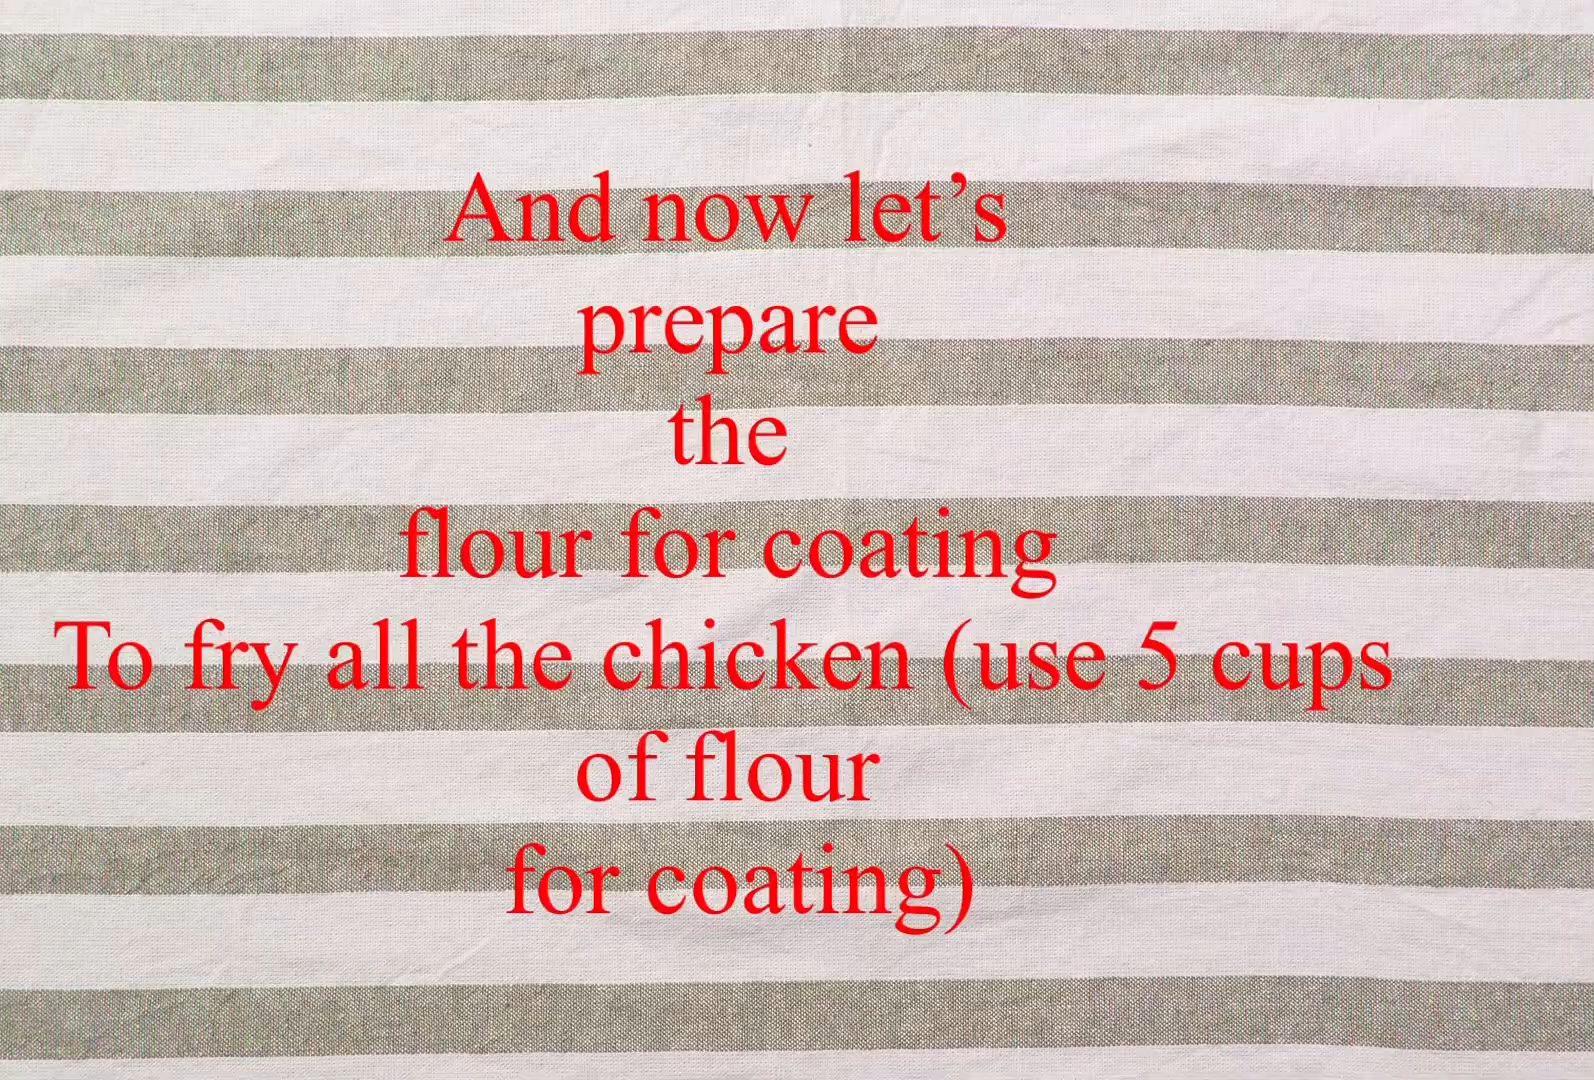 And now let’s
prepare
the
flour for coating
To fry all the chicken (use 5 cups
of flour
for coating)